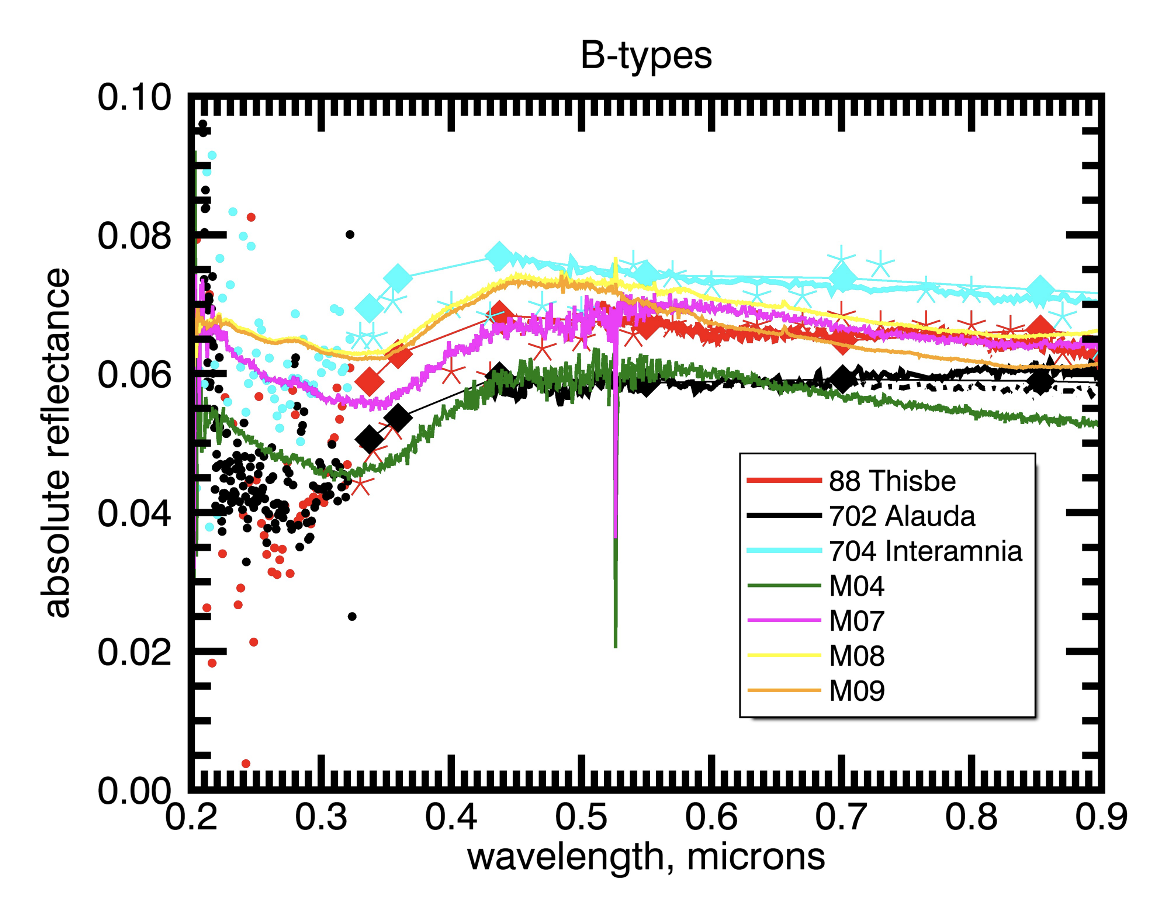 B-types
0.10
0.08
0.06
0.04
0.02
0.00
absolute reflectance
88 Thisbe
702 Alauda
704 Interamnia
M04
M07
M08
M09
0.2 0.3 0.4 0.5 0.6 0.7 0.8 0.9
wavelength, microns